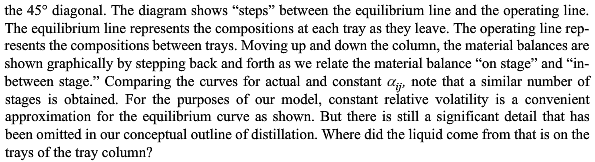 the 45° diagonal. The diagram shows “steps” between the equilibrium line and the operating line.
The equilibrium line represents the compositions at each tray as they leave. The operating line rep-
resents the compositions between trays. Moving up and down the column, the material balances are
shown graphically by stepping back and forth as we relate the material balance “on stage” and “in-
between stage.” Comparing the curves for actual and constant αij, note that a similar number of
stages is obtained. For the purposes of our model, constant relative volatility is a convenient
approximation for the equilibrium curve as shown. But there is still a significant detail that has
been omitted in our conceptual outline of distillation. Where did the liquid come from that is on the
trays of the tray column?